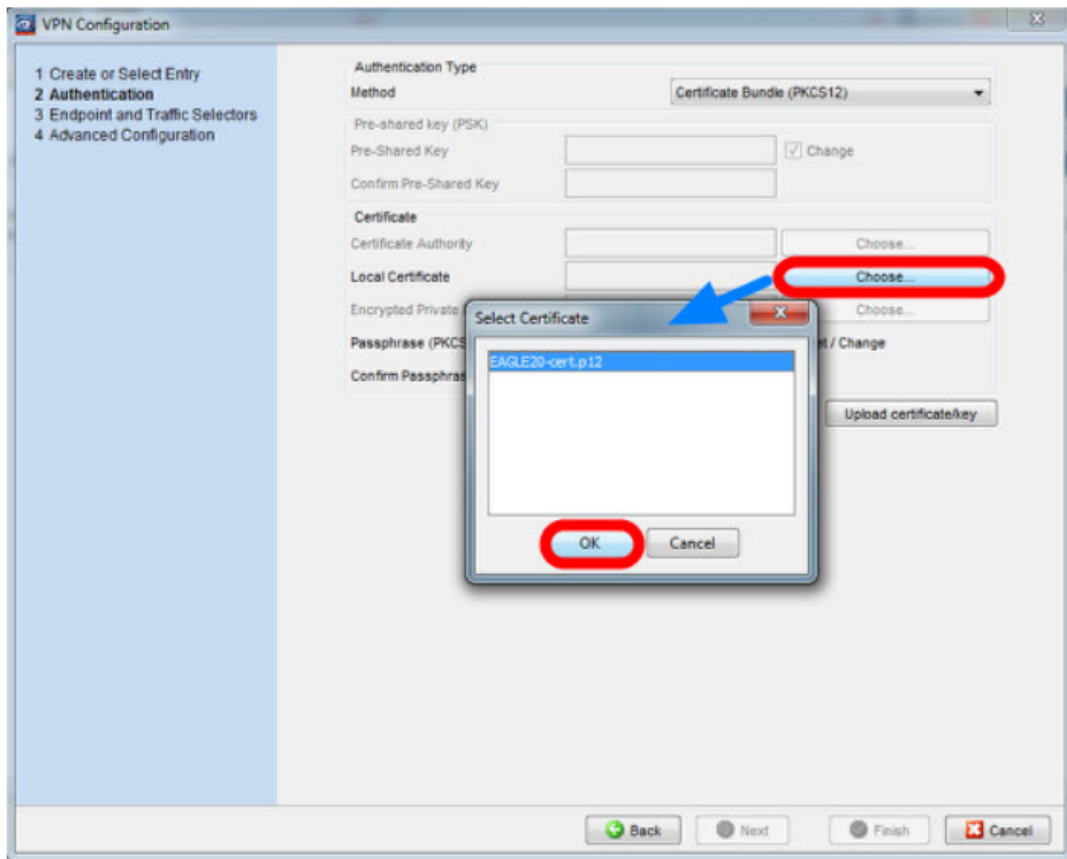 VPN Configuration
1 Create or Select Entry
2 Authentication
3 Endpoint and Traffic Selectors
4 Advanced Configuration
Authentication Type
Method Certificate Bundle (PKCS12)
Pre-shared key (PSK)
Pre-Shared Key Change
Confirm Pre-Shared Key
Certificate
Certificate Authority Choose...
Local Certificate Choose...
Encrypted Private Choose...
Passphrase (PKCS / Change
Confirm Passphras
Upload certificate/key
Select Certificate
EAGLE20-cert.p12
OK Cancel
Back Next Finish Cancel